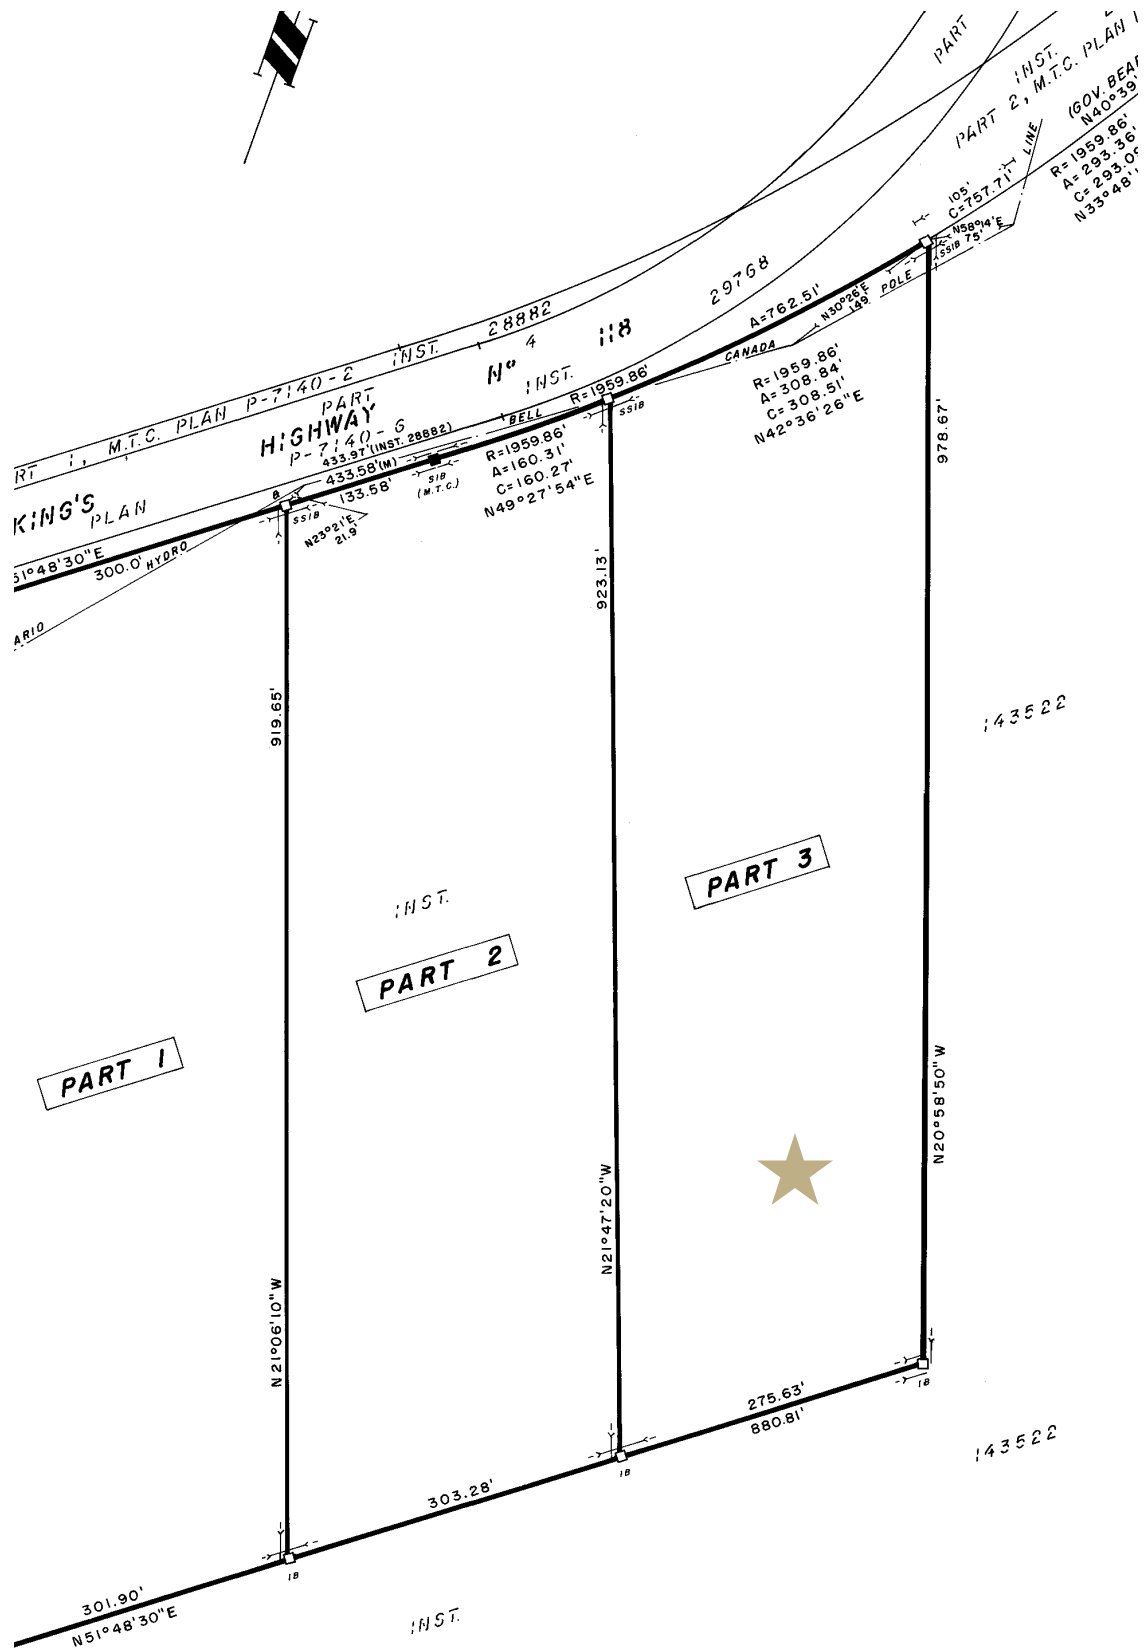 PART
INST.
PART 2, M.T.C. PLAN
(GOV. BEAR
N40°39'
LINE
R=1959.86'
A=293.36'
C=293.09
N33°48'
105'
C=757.71'
N58°14'E
75'
SSIB
POLE
N30°26'E
149'
A=762.51'
29768
CANADA
R=1959.86'
A=308.84'
C=308.51'
N42°36'26"E
28882
INST.
4
Nº 118
INST.
R=1959.86'
SSIB
BELL
RT 1, M.T.C. PLAN P-7140-2
PART
HIGHWAY
P-7140-6
433.97'(INST. 28882)
433.58'(M)
133.58'
SIB
(M.T.C.)
R=1959.86'
A=160.31'
C=160.27'
N49°27'54"E
KING'S
PLAN
SSIB
N23°21'E
21.9'
51°48'30"E
300.0'
HYDRO
ARIO
978.67'
923.13'
919.65'
143522
PART 3
INST.
PART 2
PART 1
N20°58'50"W
N21°47'20"W
N21°06'10"W
IB
275.63'
880.81'
143522
IB
303.28'
IB
301.90'
N51°48'30"E
INST.